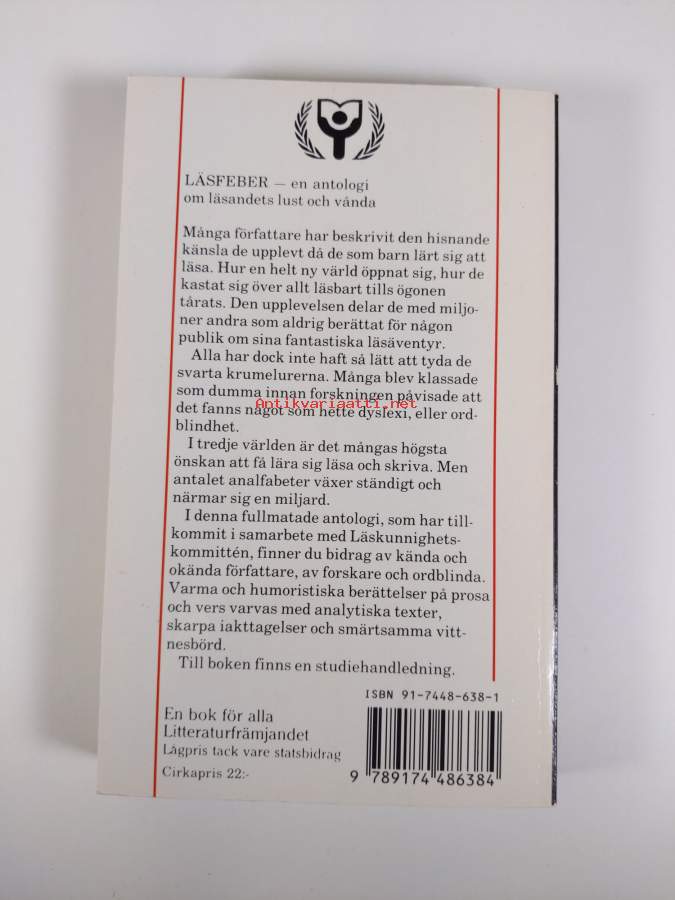 LÄSFEBER — en antologi
om läsandets lust och vånda
Många författare har beskrivit den hisnande
känsla de upplevt då de som barn lärt sig att
läsa. Hur en helt ny värld öppnat sig, hur de
kastat sig över allt läsbart tills ögonen
tårats. Den upplevelsen delar de med miljo-
ner andra som aldrig berättat för någon
publik om sina fantastiska läsäventyr.
Alla har dock inte haft så lätt att tyda de
svarta krumelurerna. Många blev klassade
som dumma innan forskningen påvisade att
Antikvariaatti.net
det fanns något som hette dyslexi, eller ord-
blindhet.
I tredje världen är det mångas högsta
önskan att få lära sig läsa och skriva. Men
antalet analfabeter växer ständigt och
närmar sig en miljard.
I denna fullmatade antologi, som har till-
kommit i samarbete med Läskunnighets-
kommittén, finner du bidrag av kända och
okända författare, av forskare och ordblinda.
Varma och humoristiska berättelser på prosa
och vers varvas med analytiska texter,
skarpa iakttagelser och smärtsamma vitt-
nesbörd.
Till boken finns en studiehandledning.
ISBN 91-7448-638-1
En bok för alla
Litteraturfrämjandet
Lågpris tack vare statsbidrag
Cirkapris 22:-
9 789174 486384